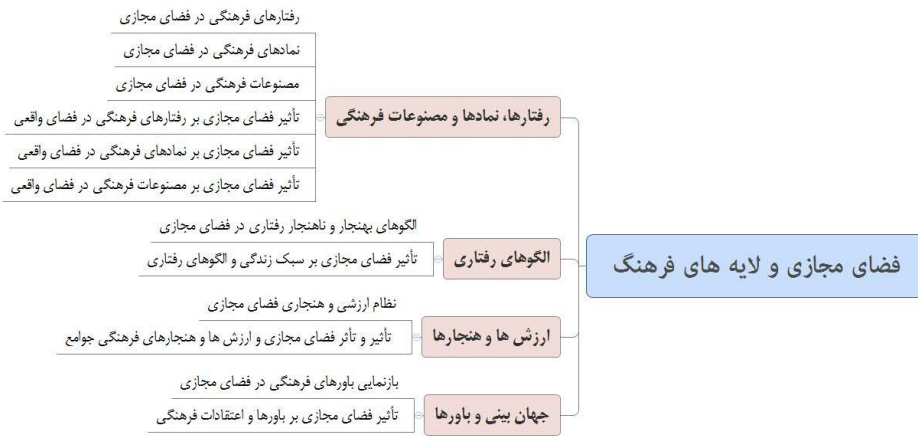 فضای مجازی و لایه های فرهنگ
رفتارها، نمادها و مصنوعات فرهنگی
رفتارهای فرهنگی در فضای مجازی
نمادهای فرهنگی در فضای مجازی
مصنوعات فرهنگی در فضای مجازی
تأثیر فضای مجازی بر رفتارهای فرهنگی در فضای واقعی
تأثیر فضای مجازی بر نمادهای فرهنگی در فضای واقعی
تأثیر فضای مجازی بر مصنوعات فرهنگی در فضای واقعی
الگوهای رفتاری
الگوهای بهنجار و ناهنجار رفتاری در فضای مجازی
تأثیر فضای مجازی بر سبک زندگی و الگوهای رفتاری
ارزش ها و هنجارها
نظام ارزشی و هنجاری فضای مجازی
تأثیر و تأثر فضای مجازی و ارزش ها و هنجارهای فرهنگی جوامع
جهان بینی و باورها
بازنمایی باورهای فرهنگی در فضای مجازی
تأثیر فضای مجازی بر باورها و اعتقادات فرهنگی